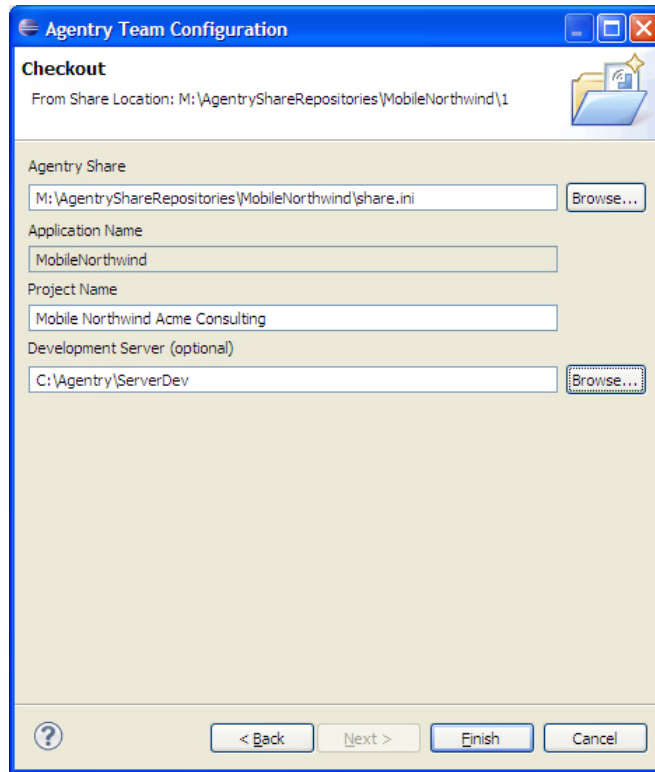 Agentry Team Configuration
Checkout
From Share Location: M:\AgentryShareRepositories\MobileNorthwind\1
Agentry Share
M:\AgentryShareRepositories\MobileNorthwind\share.ini
Browse...
Application Name
MobileNorthwind
Project Name
Mobile Northwind Acme Consulting
Development Server (optional)
C:\Agentry\ServerDev
Browse...
?
< Back
Next >
Finish
Cancel